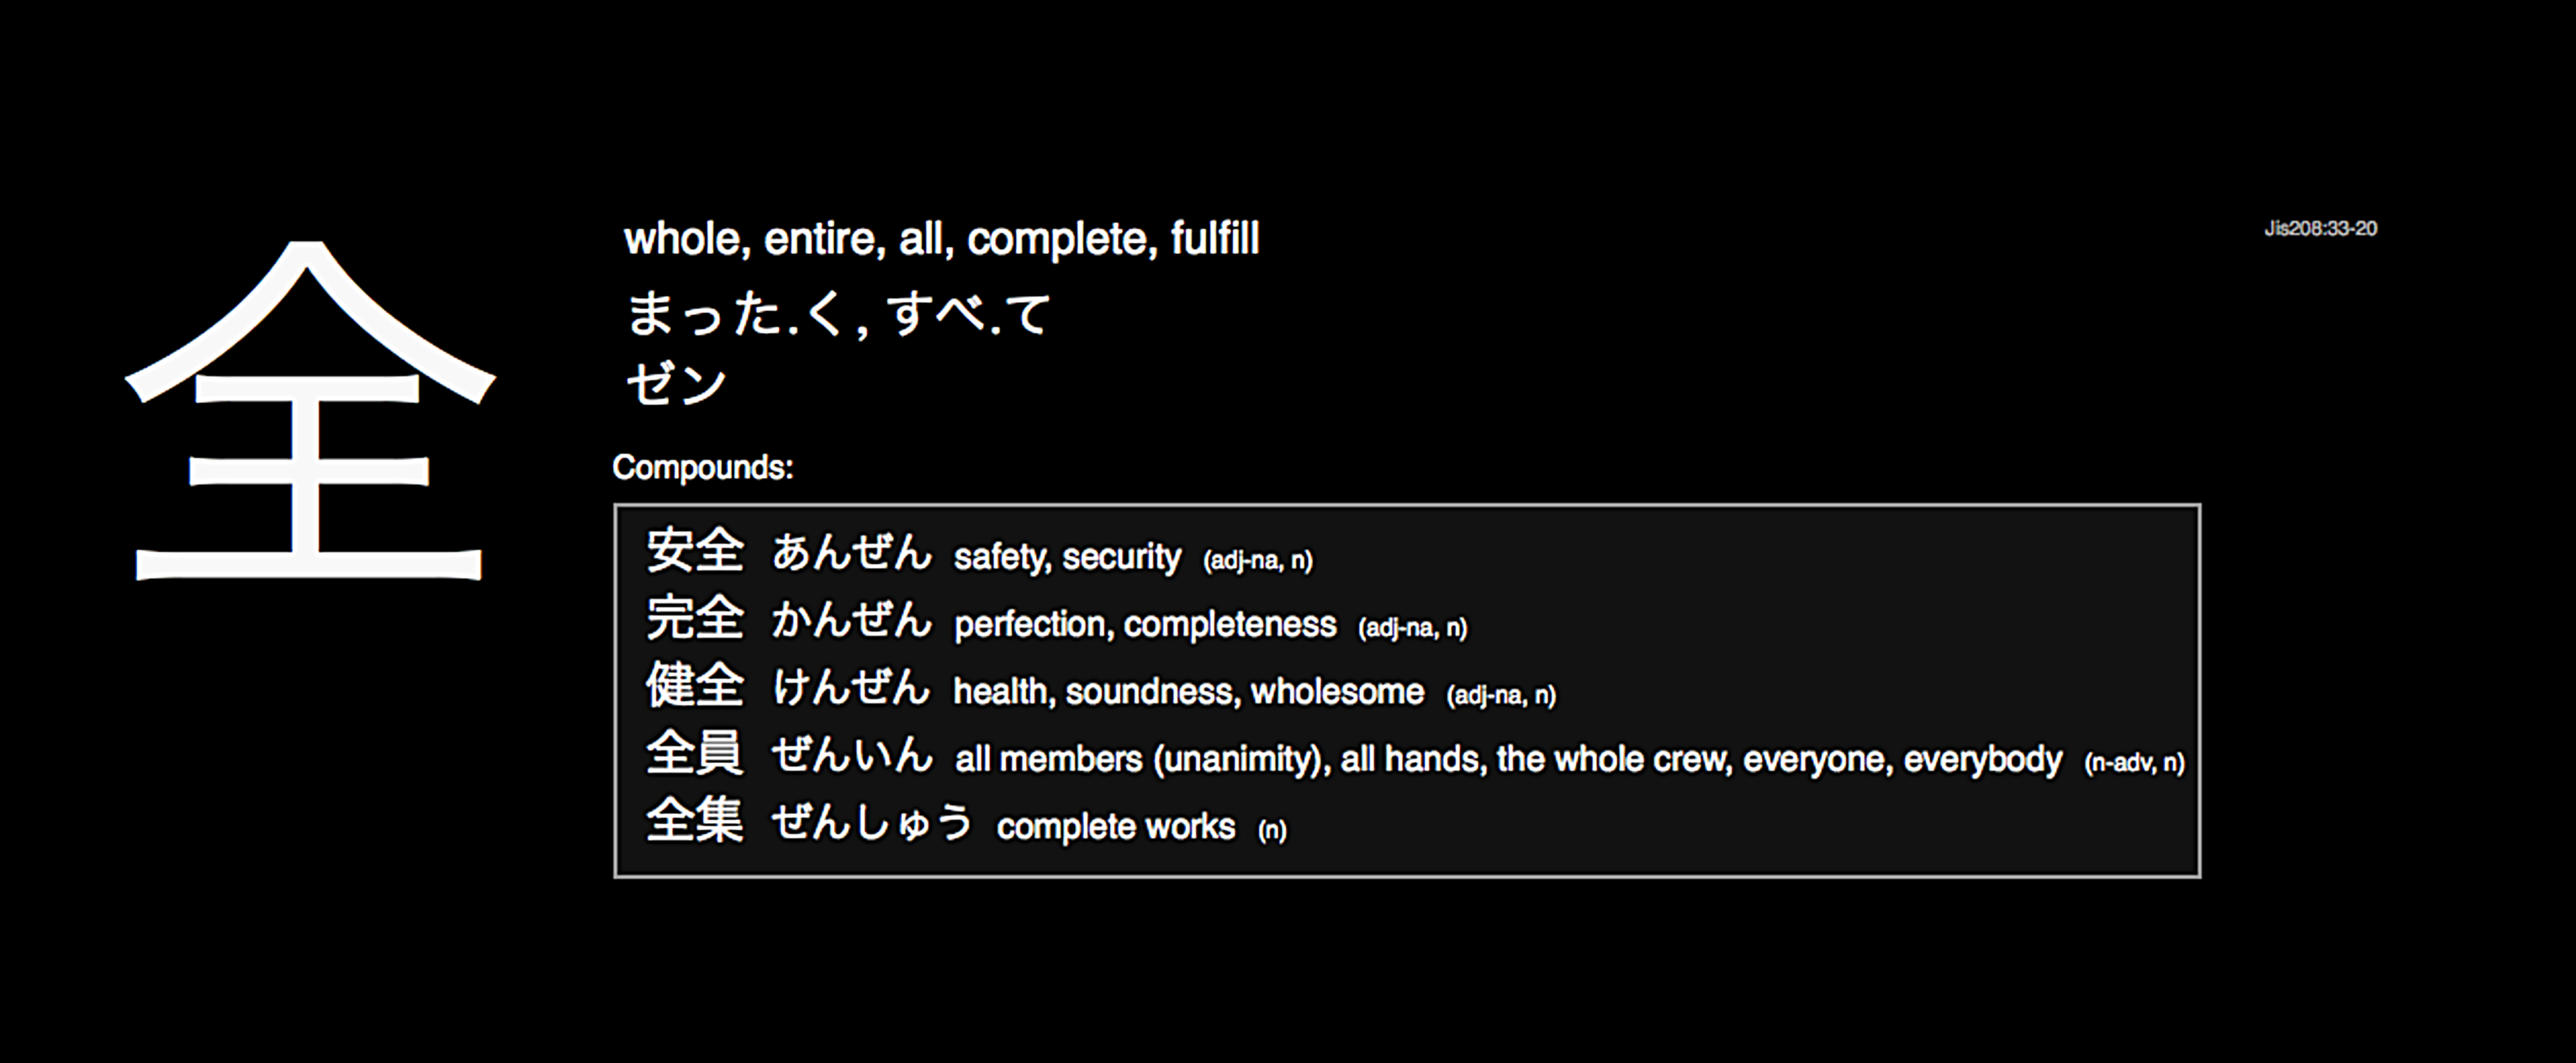 全
whole, entire, all, complete, fulfill
Jis208:33-20
まった.く, すべ.て
ゼン
Compounds:
安全 あんぜん safety, security (adj-na, n)
完全 かんぜん perfection, completeness (adj-na, n)
健全 けんぜん health, soundness, wholesome (adj-na, n)
全員 ぜんいん all members (unanimity), all hands, the whole crew, everyone, everybody (n-adv, n)
全集 ぜんしゅう complete works (n)